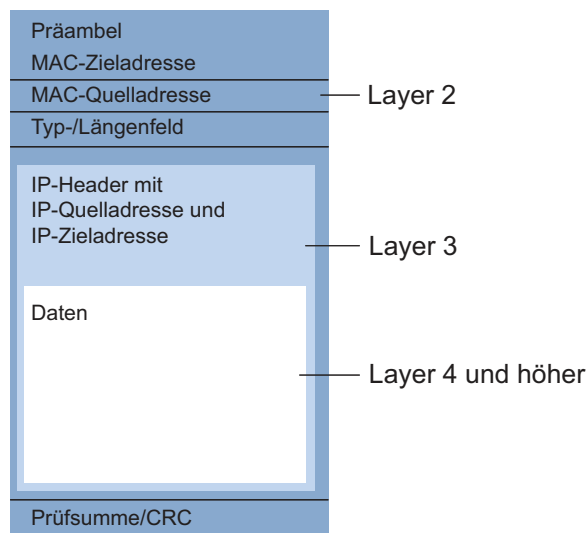 Präambel
MAC-Zieladresse
MAC-Quelladresse
Layer 2
Typ-/Längenfeld
IP-Header mit
IP-Quelladresse und
IP-Zieladresse
Layer 3
Daten
Layer 4 und höher
Prüfsumme/CRC